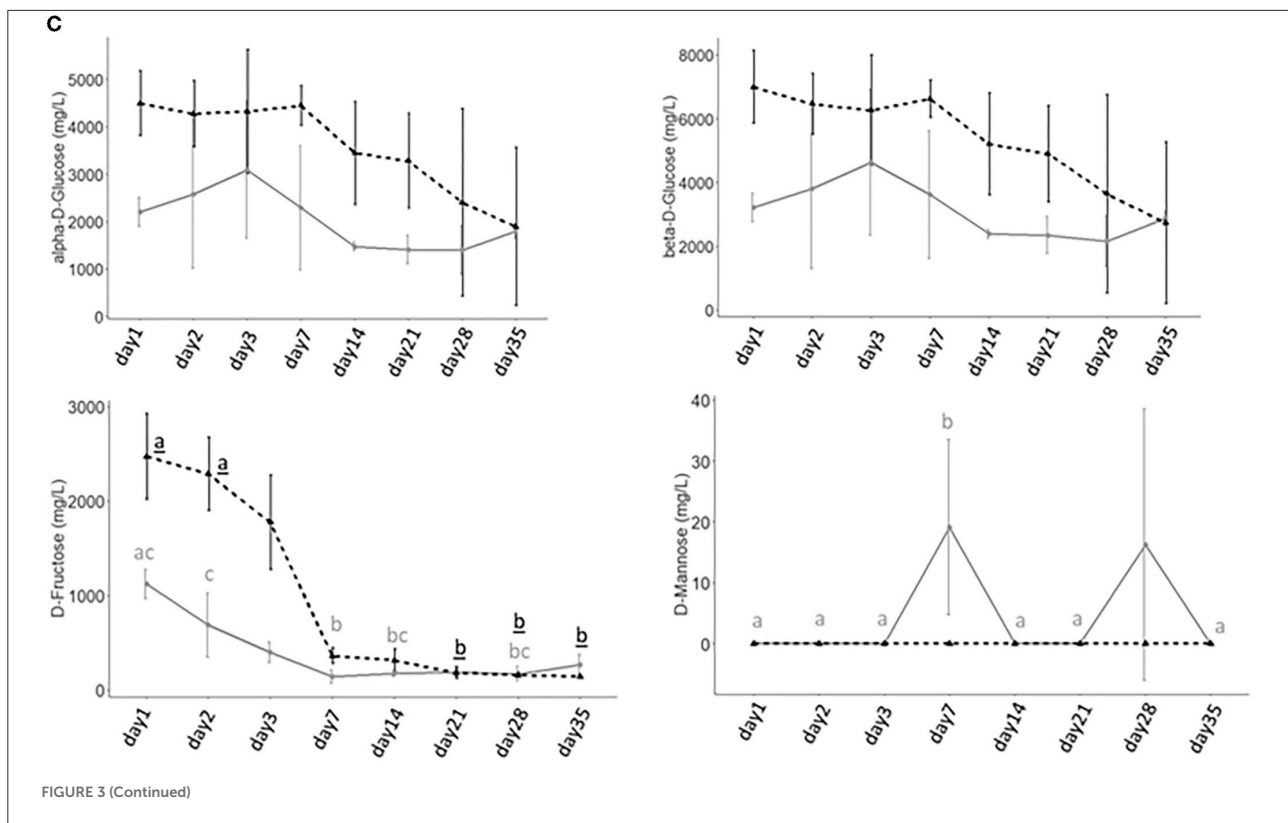 C
alpha-D-Glucose (mg/L)
5000
4000
3000
2000
1000
0
day1 day2 day3 day7 day14 day21 day28 day35
beta-D-Glucose (mg/L)
8000
6000
4000
2000
0
day1 day2 day3 day7 day14 day21 day28 day35
D-Fructose (mg/L)
3000
2000
1000
0
a
a
ac
c
b
bc
b
b
bc
b
day1 day2 day3 day7 day14 day21 day28 day35
D-Mannose (mg/L)
40
30
20
10
0
a a a b a a a
day1 day2 day3 day7 day14 day21 day28 day35
FIGURE 3 (Continued)